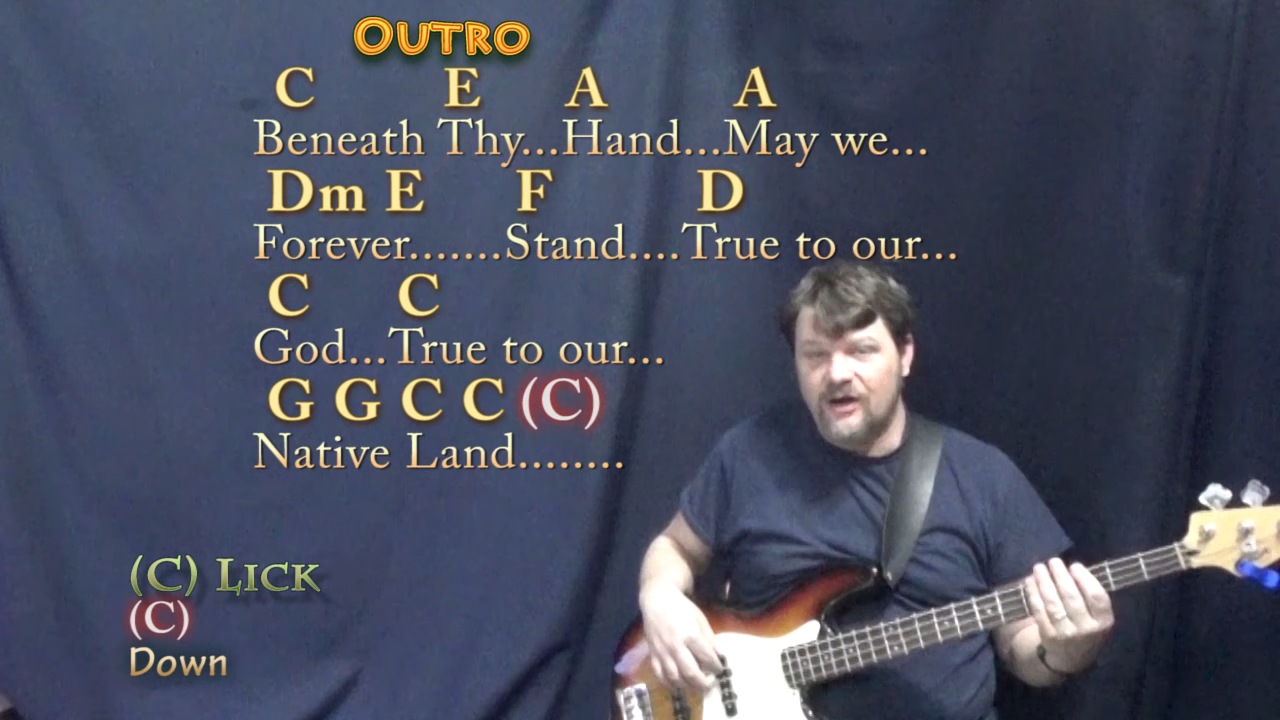 OUTRO
C E A A
Beneath Thy...Hand...May we...
Dm E F D
Forever.......Stand....True to our...
C C
God...True to our...
G G C C (C)
Native Land........
(C) LICK
(C)
Down